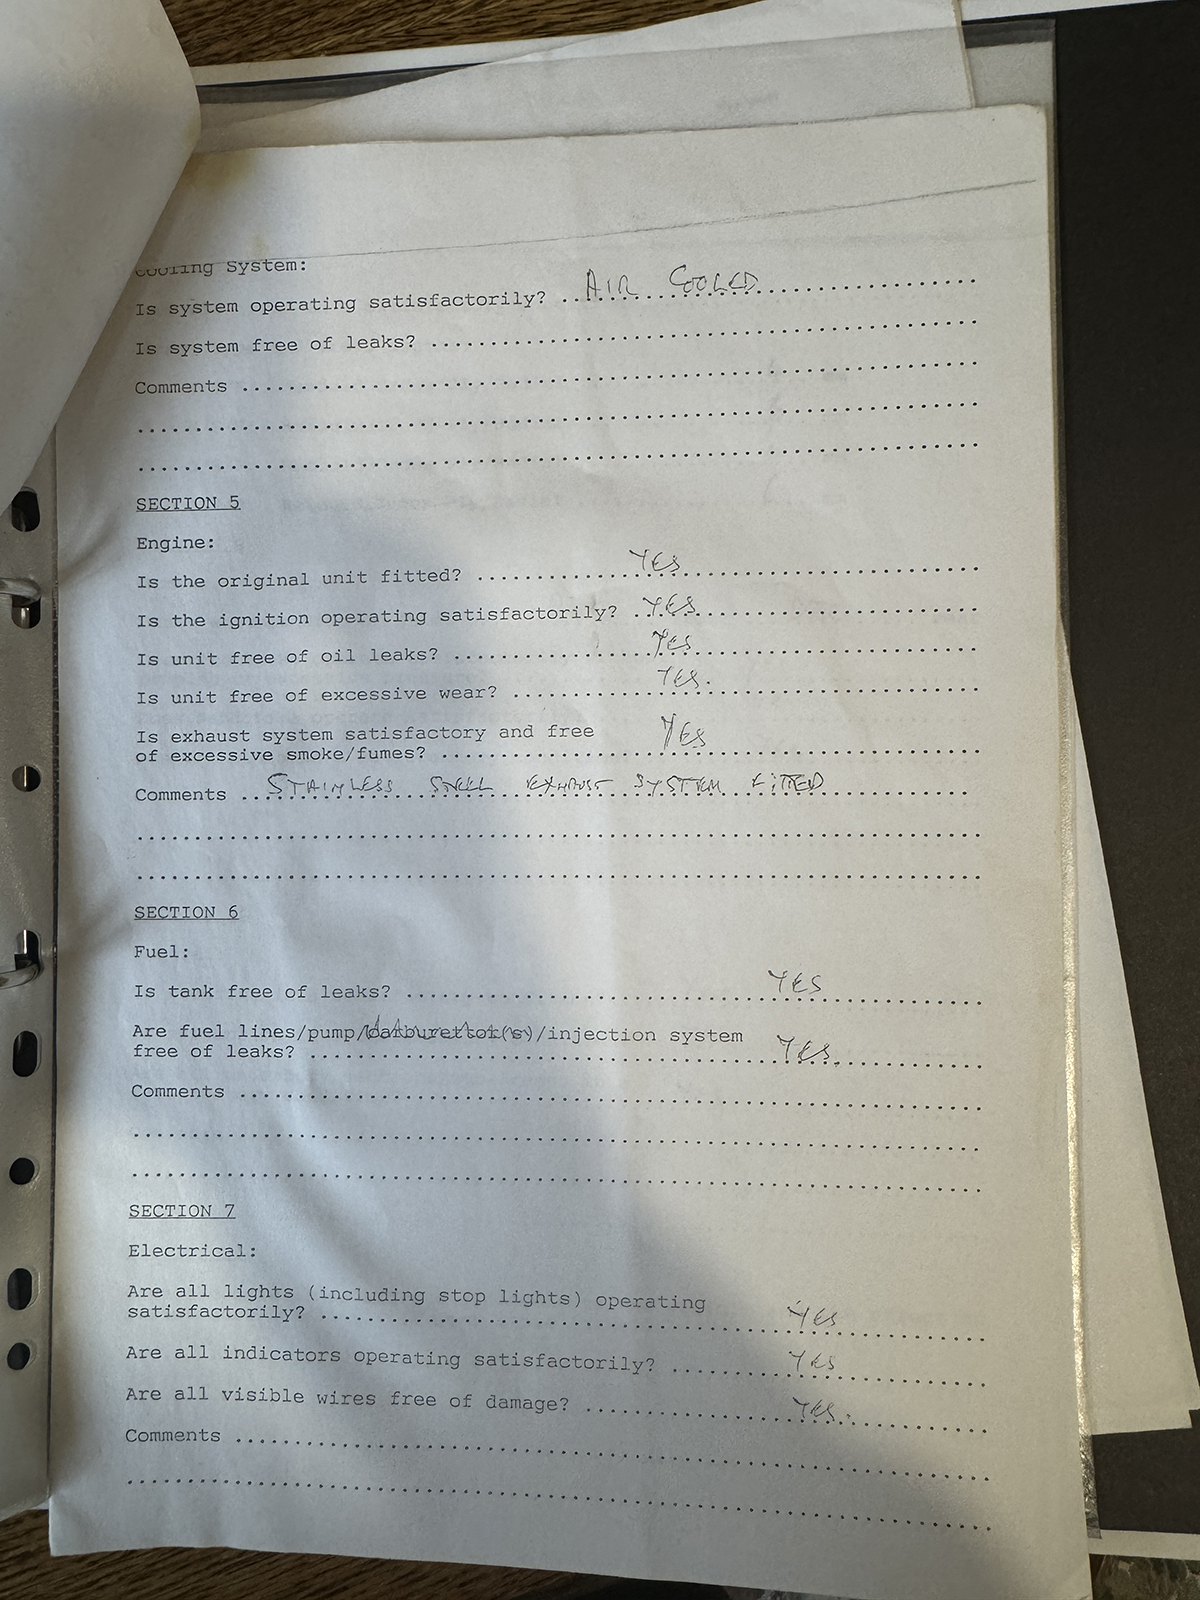 Cooling System:
Is system operating satisfactorily? .. AIR COOLED
Is system free of leaks? ..........
Comments ..........
SECTION 5
Engine:
Is the original unit fitted? .......... YES
Is the ignition operating satisfactorily? .. YES
Is unit free of oil leaks? .......... YES
Is unit free of excessive wear? .......... YES.
Is exhaust system satisfactory and free
of excessive smoke/fumes? .......... YES
Comments .. STAINLESS STEEL EXHAUST SYSTEM FITTED
SECTION 6
Fuel:
Is tank free of leaks? .......... YES
Are fuel lines/pump/carburettor(s)/injection system
free of leaks? .......... YES
Comments ..........
SECTION 7
Electrical:
Are all lights (including stop lights) operating
satisfactorily? .......... YES
Are all indicators operating satisfactorily? .......... YES
Are all visible wires free of damage? .......... YES.
Comments ..........